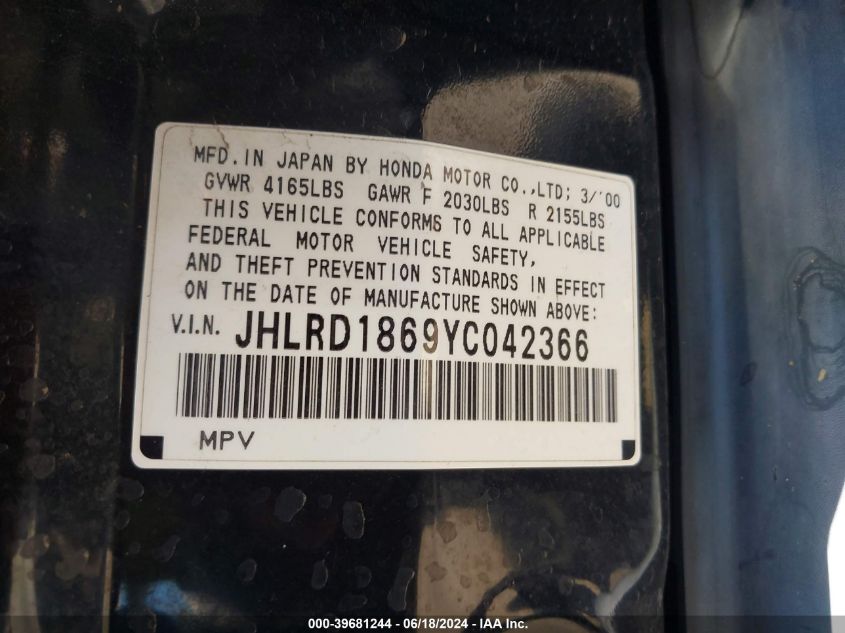 MFD. IN JAPAN BY HONDA MOTOR CO.,LTD; 3/'00
GVWR 4165LBS GAWR F 2030LBS R 2155LBS
THIS VEHICLE CONFORMS TO ALL APPLICABLE
FEDERAL MOTOR VEHICLE SAFETY,
AND THEFT PREVENTION STANDARDS IN EFFECT
ON THE DATE OF MANUFACTURE SHOWN ABOVE:
V.I.N. JHLRD1869YC042366
MPV
000-39681244 - 06/18/2024 - IAA Inc.